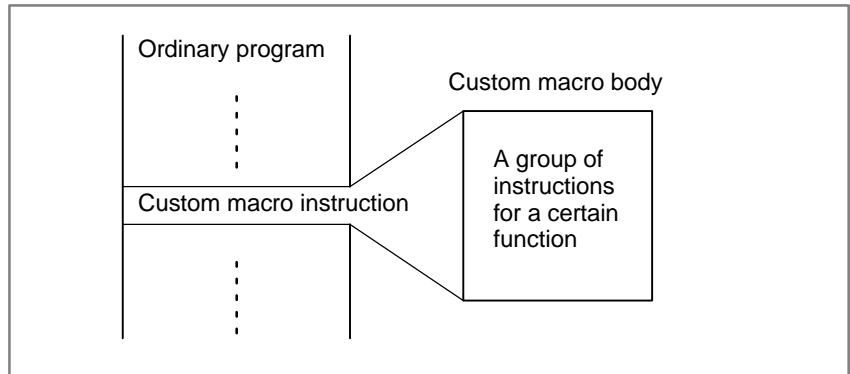 Ordinary program
Custom macro body
A group of
instructions
for a certain
function
Custom macro instruction